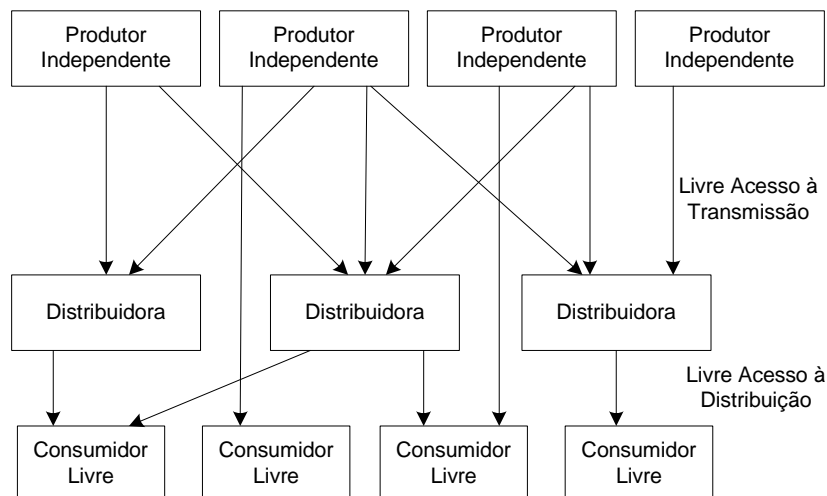 Produtor
Independente
Produtor
Independente
Produtor
Independente
Produtor
Independente
Livre Acesso à
Transmissão
Distribuidora
Distribuidora
Distribuidora
Livre Acesso à
Distribuição
Consumidor
Livre
Consumidor
Livre
Consumidor
Livre
Consumidor
Livre